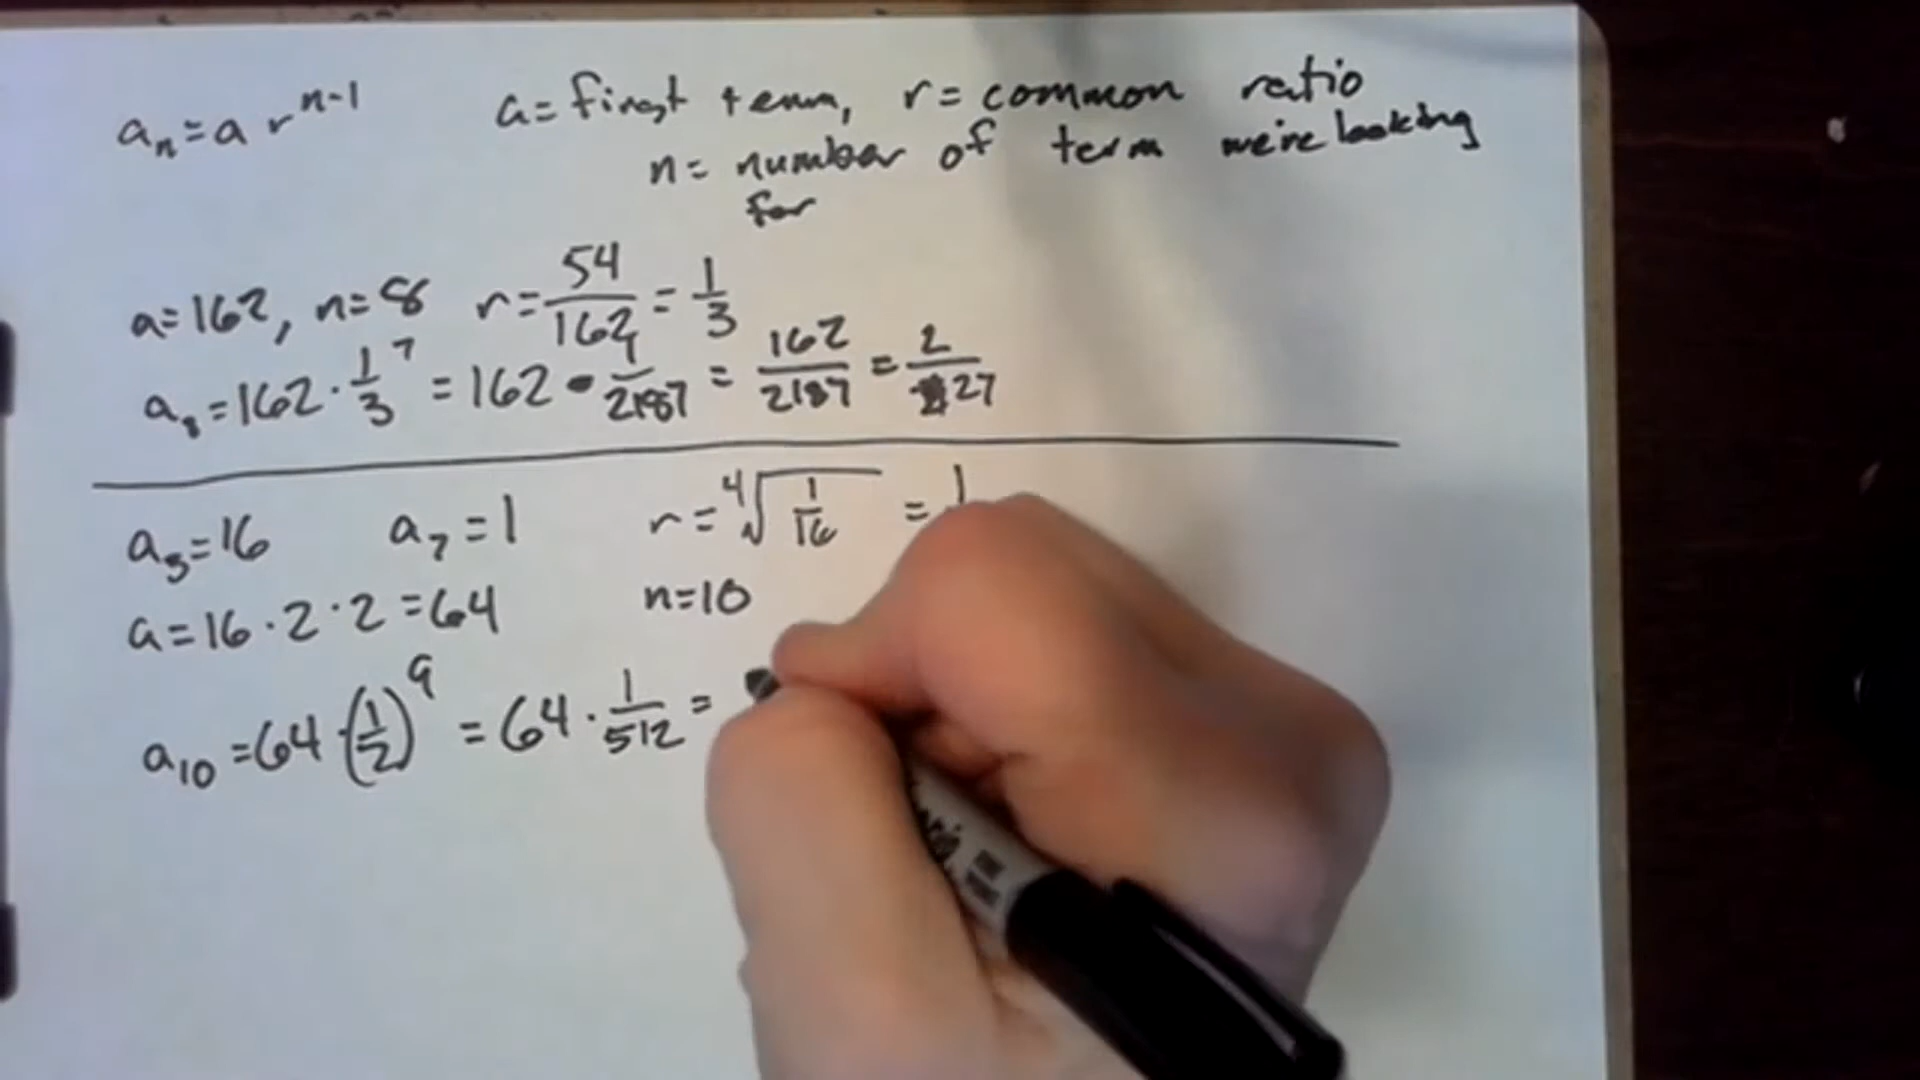 aₙ = a rⁿ⁻¹ a = first term, r = common ratio
n = number of term we're looking
for
a=162, n=8 r = 54/162 = 1/3
a₈ = 162 · 1/3⁷ = 162 · 1/2187 = 162/2187 = 2/27
a₃ = 16 a₇ = 1 r = ⁴√(1/16) = 1
a = 16 · 2 · 2 = 64 n=10
a₁₀ = 64 · (1/2)⁹ = 64 · 1/512 =